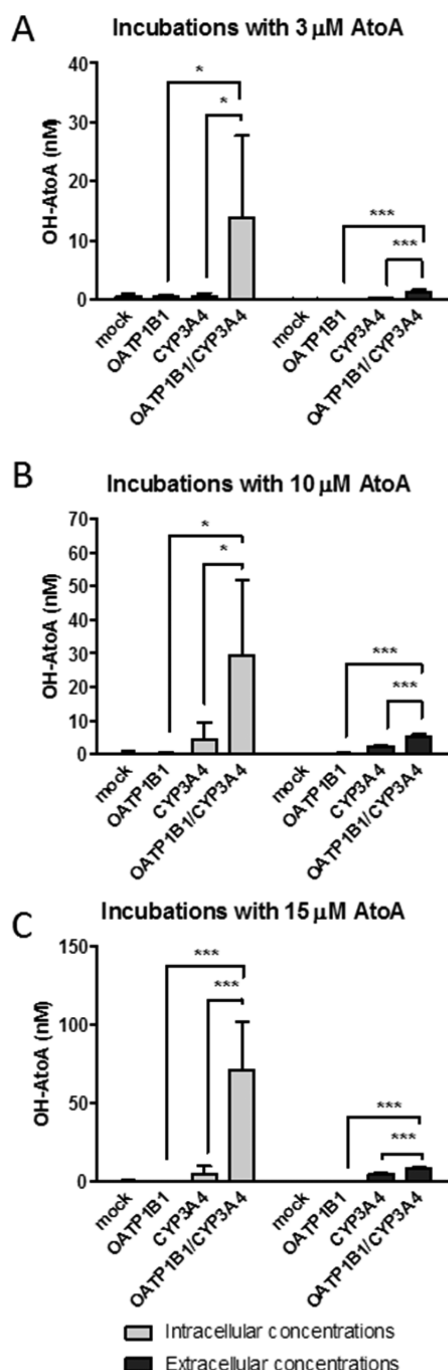 A
Incubations with 3 μM AtoA
OH-AtoA (nM)
40
30
20
10
0
*
*
***
***
mock
OATP1B1
CYP3A4
OATP1B1/CYP3A4
mock
OATP1B1
CYP3A4
OATP1B1/CYP3A4
B
Incubations with 10 μM AtoA
OH-AtoA (nM)
70
60
50
40
30
20
10
0
*
*
***
***
mock
OATP1B1
CYP3A4
OATP1B1/CYP3A4
mock
OATP1B1
CYP3A4
OATP1B1/CYP3A4
C
Incubations with 15 μM AtoA
OH-AtoA (nM)
150
100
50
0
***
***
***
***
mock
OATP1B1
CYP3A4
OATP1B1/CYP3A4
mock
OATP1B1
CYP3A4
OATP1B1/CYP3A4
Intracellular concentrations
Extracellular concentrations